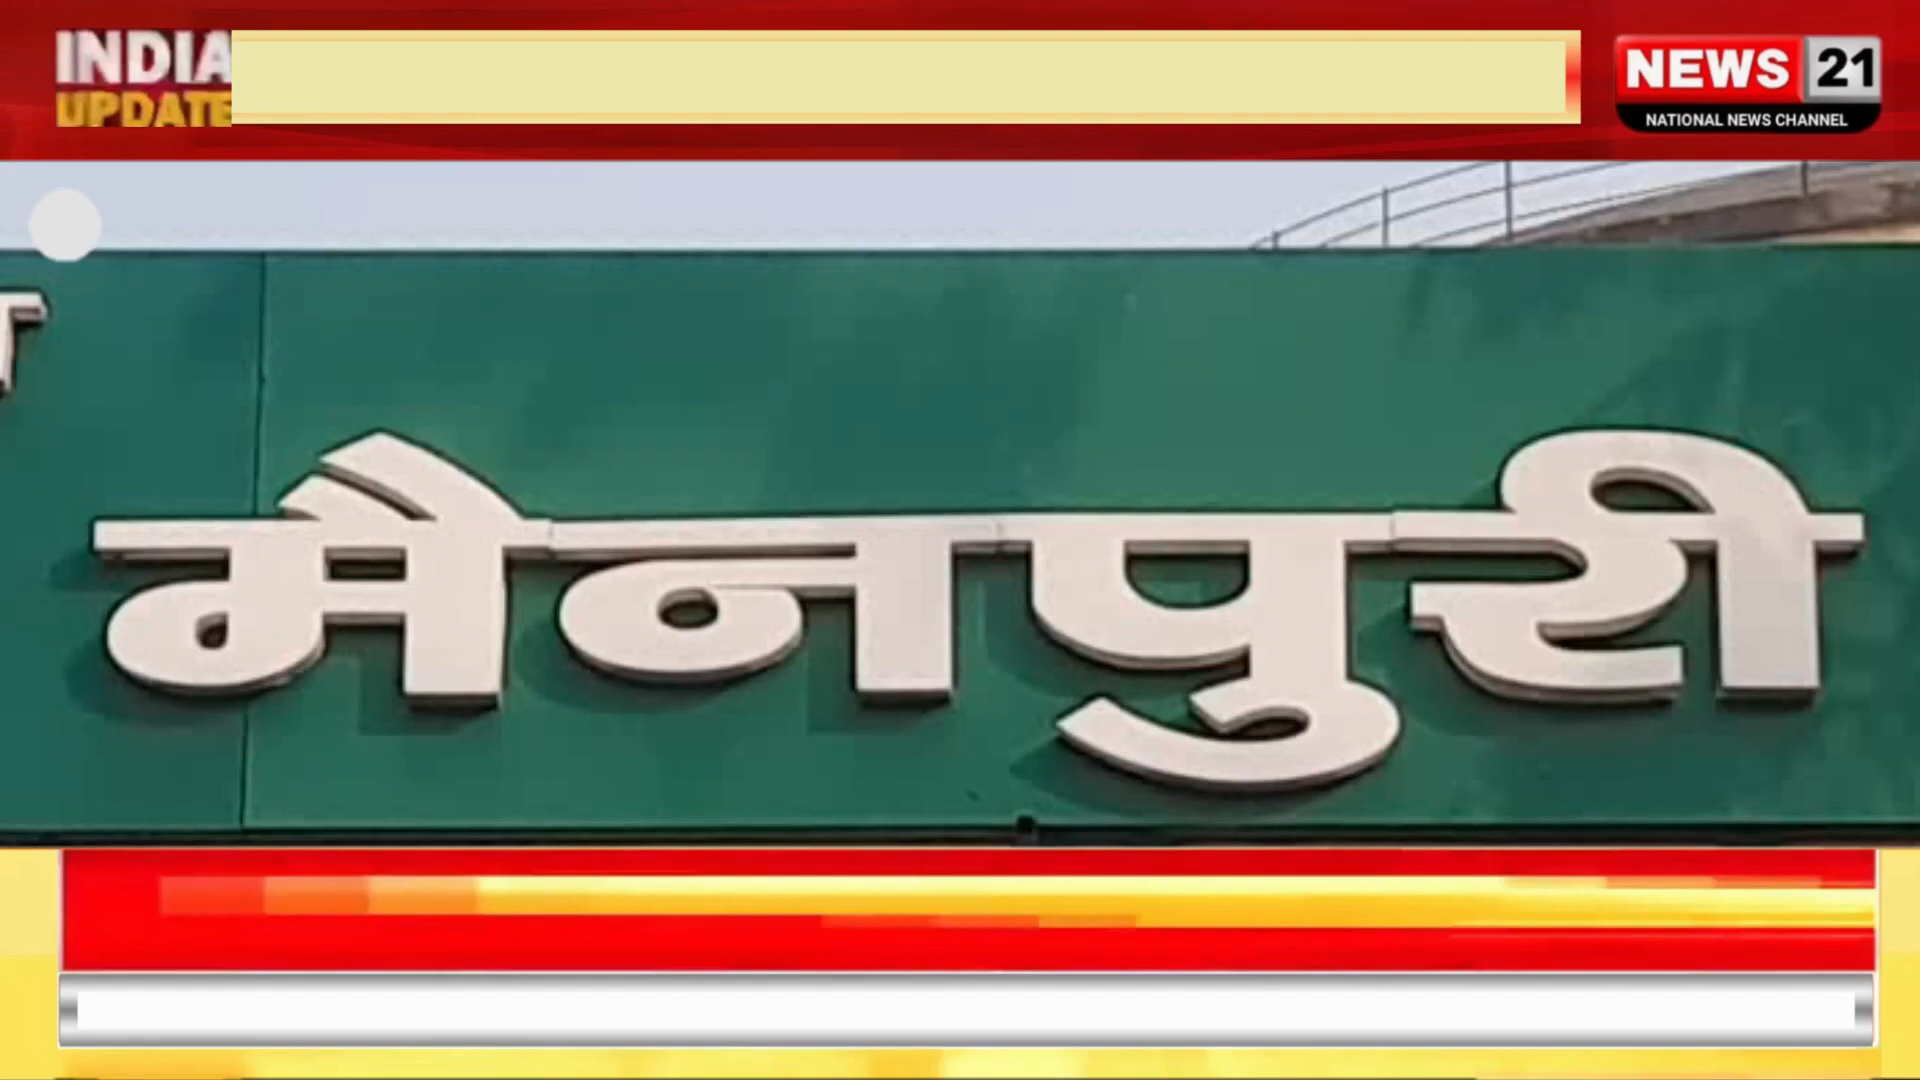 INDIA
UPDATE
NEWS 21
NATIONAL NEWS CHANNEL
मैनपुरी